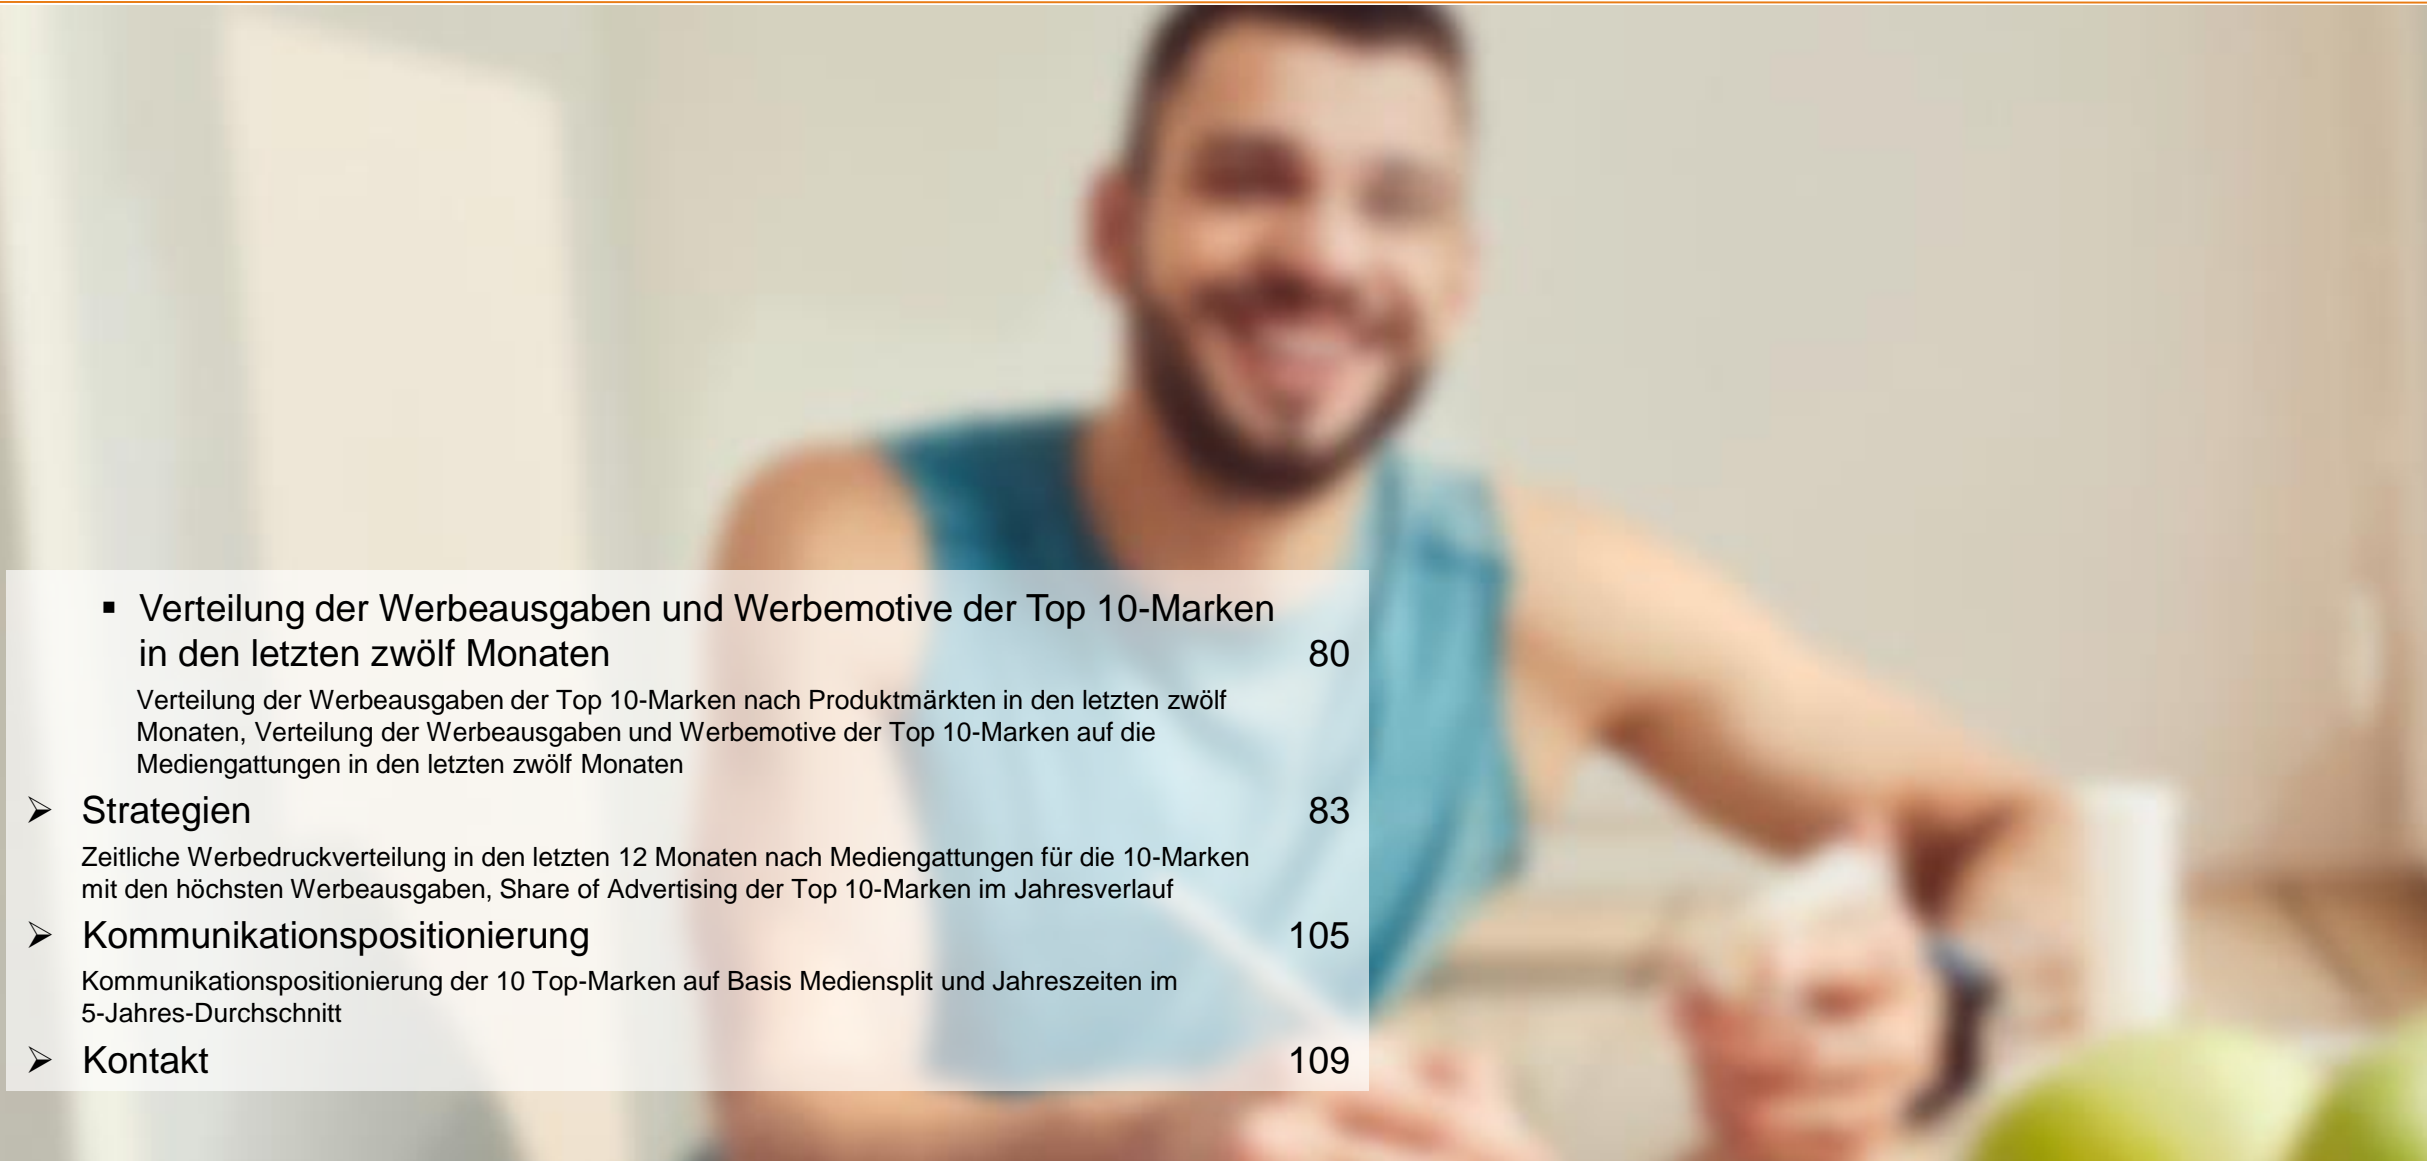 ▪ Verteilung der Werbeausgaben und Werbemotive der Top 10-Marken
in den letzten zwölf Monaten 80
Verteilung der Werbeausgaben der Top 10-Marken nach Produktmärkten in den letzten zwölf
Monaten, Verteilung der Werbeausgaben und Werbemotive der Top 10-Marken auf die
Mediengattungen in den letzten zwölf Monaten
➢ Strategien 83
Zeitliche Werbedruckverteilung in den letzten 12 Monaten nach Mediengattungen für die 10-Marken
mit den höchsten Werbeausgaben, Share of Advertising der Top 10-Marken im Jahresverlauf
➢ Kommunikationspositionierung 105
Kommunikationspositionierung der 10 Top-Marken auf Basis Mediensplit und Jahreszeiten im
5-Jahres-Durchschnitt
➢ Kontakt 109